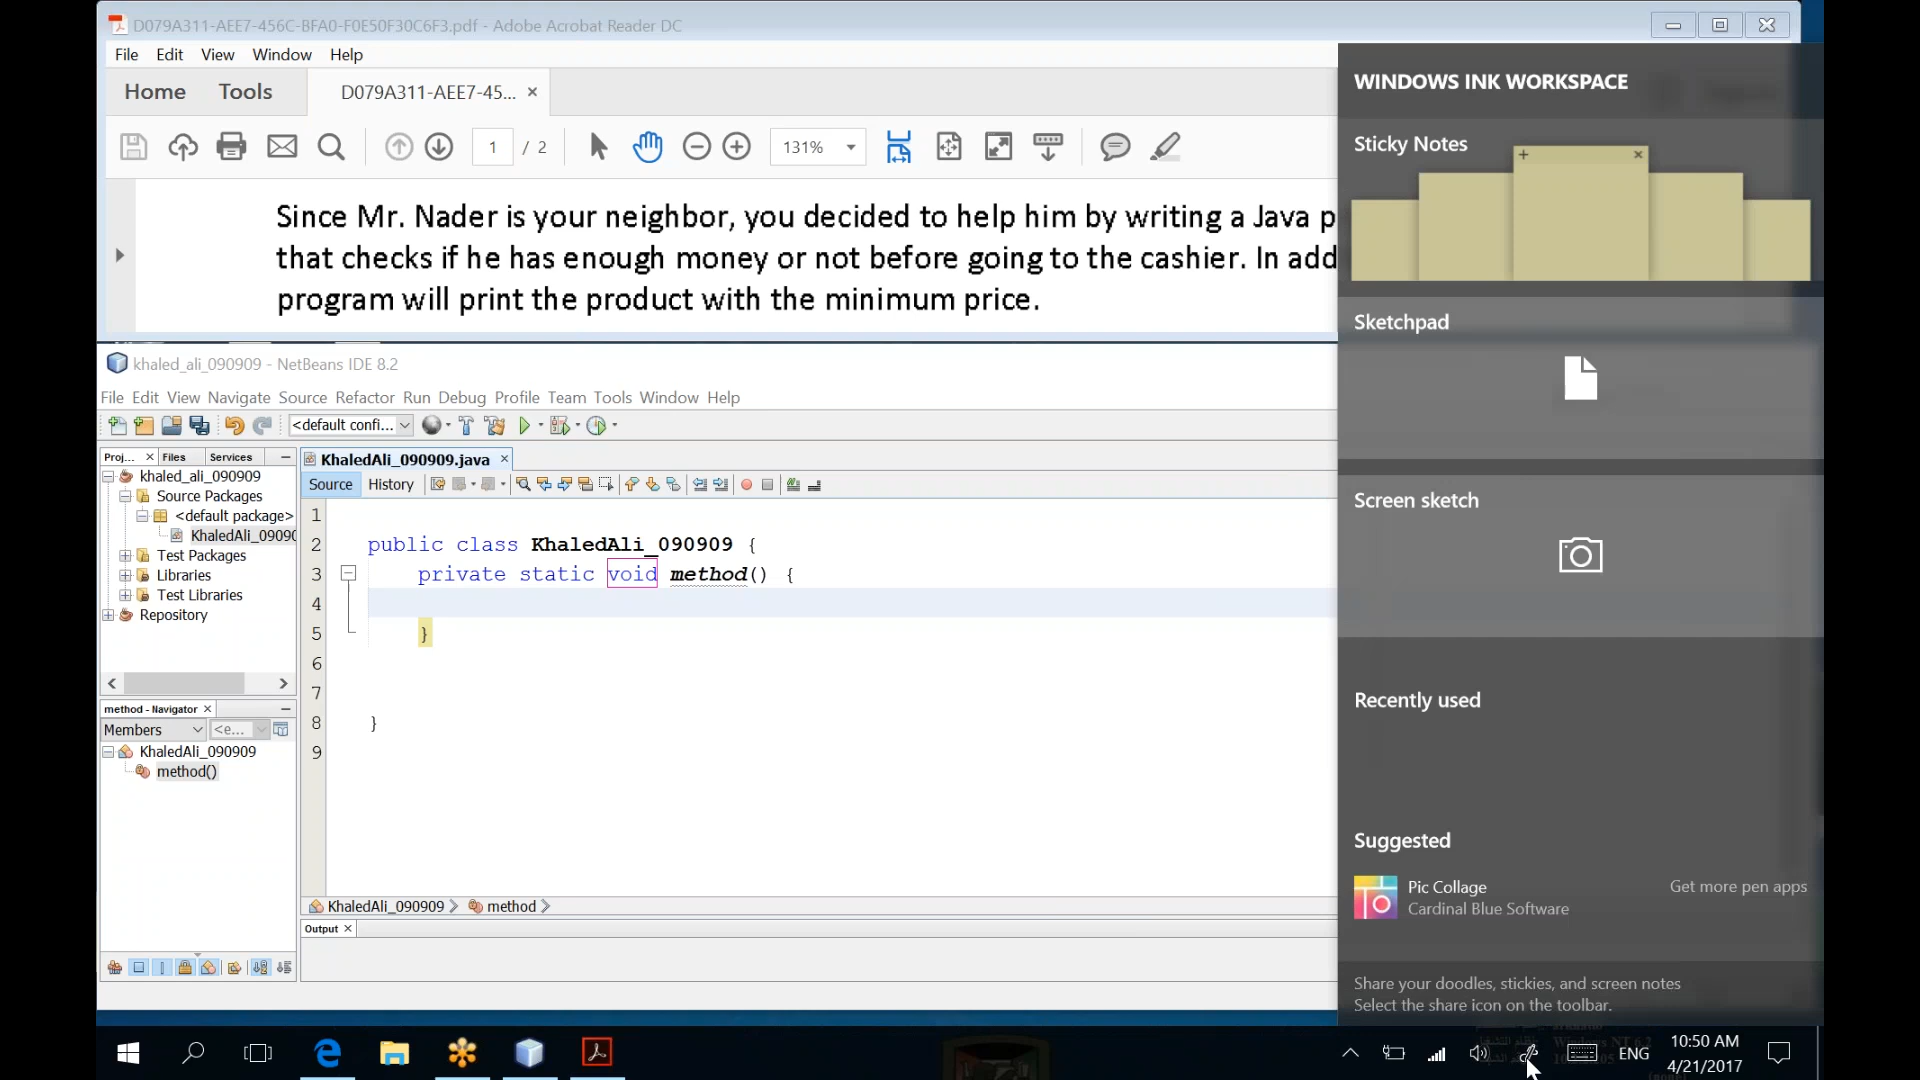 D079A311-AEE7-456C-BFA0-F0E50F30C6F3.pdf - Adobe Acrobat Reader DC
File Edit View Window Help
Home Tools D079A311-AEE7-45... ×
1 / 2 131%
Since Mr. Nader is your neighbor, you decided to help him by writing a Java p
that checks if he has enough money or not before going to the cashier. In add
program will print the product with the minimum price.
khaled_ali_090909 - NetBeans IDE 8.2
File Edit View Navigate Source Refactor Run Debug Profile Team Tools Window Help
<default confi...
Proj... × Files Services
khaled_ali_090909
Source Packages
<default package>
KhaledAli_0909
Test Packages
Libraries
Test Libraries
Repository
method - Navigator ×
Members <e...
KhaledAli_090909
method()
KhaledAli_090909.java ×
Source History
1
2 public class KhaledAli_090909 {
3 private static void method() {
4
5 }
6
7
8 }
9
KhaledAli_090909 method
Output ×
WINDOWS INK WORKSPACE
Sticky Notes
Sketchpad
Screen sketch
Recently used
Suggested
Pic Collage
Cardinal Blue Software
Get more pen apps
Share your doodles, stickies, and screen notes
Select the share icon on the toolbar.
ENG
10:50 AM
4/21/2017